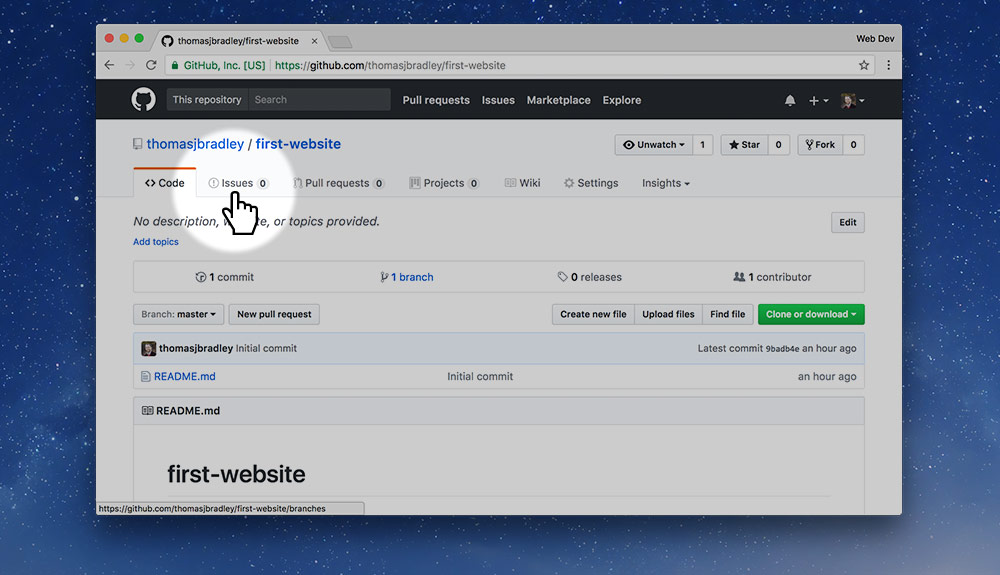 thomasjbradley/first-website
Web Dev
GitHub, Inc. [US] https://github.com/thomasjbradley/first-website
This repository Search Pull requests Issues Marketplace Explore
thomasjbradley / first-website Unwatch 1 Star 0 Fork 0
Code Issues 0 Pull requests 0 Projects 0 Wiki Settings Insights
No description, or topics provided. Edit
Add topics
1 commit 1 branch 0 releases 1 contributor
Branch: master New pull request Create new file Upload files Find file Clone or download
thomasjbradley Initial commit Latest commit 9badb4e an hour ago
README.md Initial commit an hour ago
README.md
first-website
https://github.com/thomasjbradley/first-website/branches